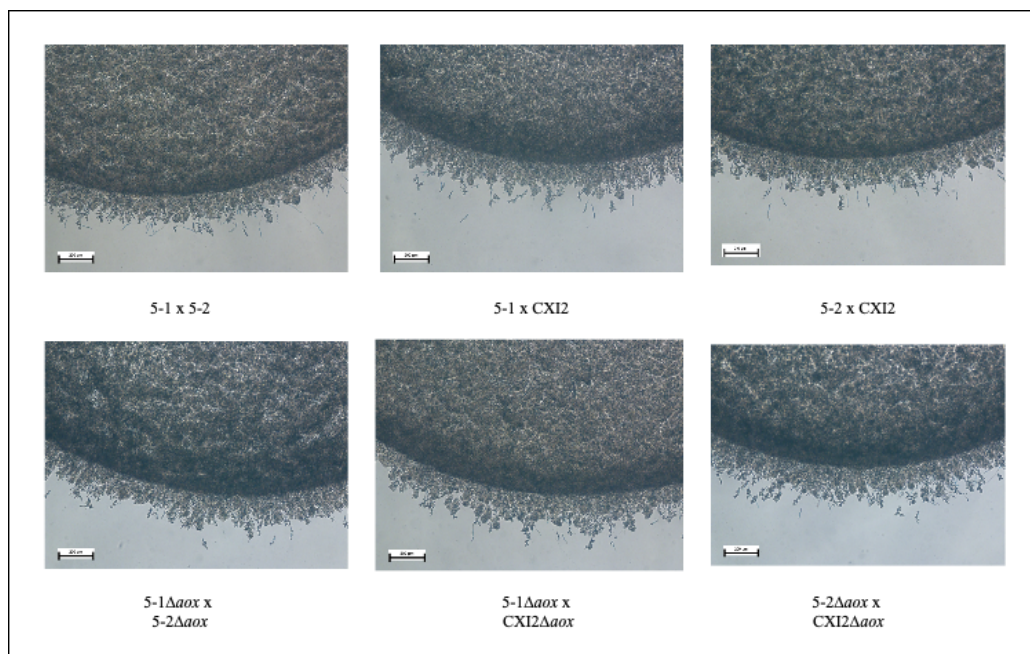 5-1 x 5-2
5-1 x CXI2
5-2 x CXI2
5-1Δaox x
5-2Δaox
5-1Δaox x
CXI2Δaox
5-2Δaox x
CXI2Δaox